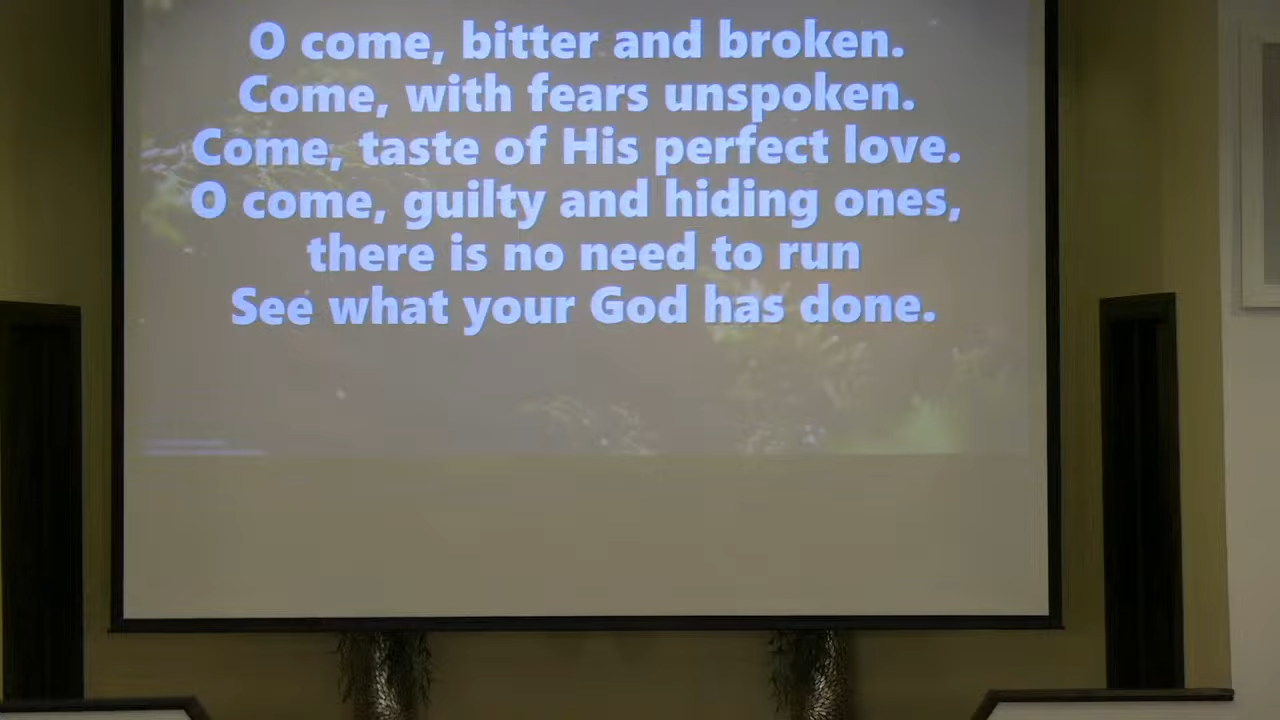 O come, bitter and broken.
Come, with fears unspoken.
Come, taste of His perfect love.
O come, guilty and hiding ones,
there is no need to run
See what your God has done.